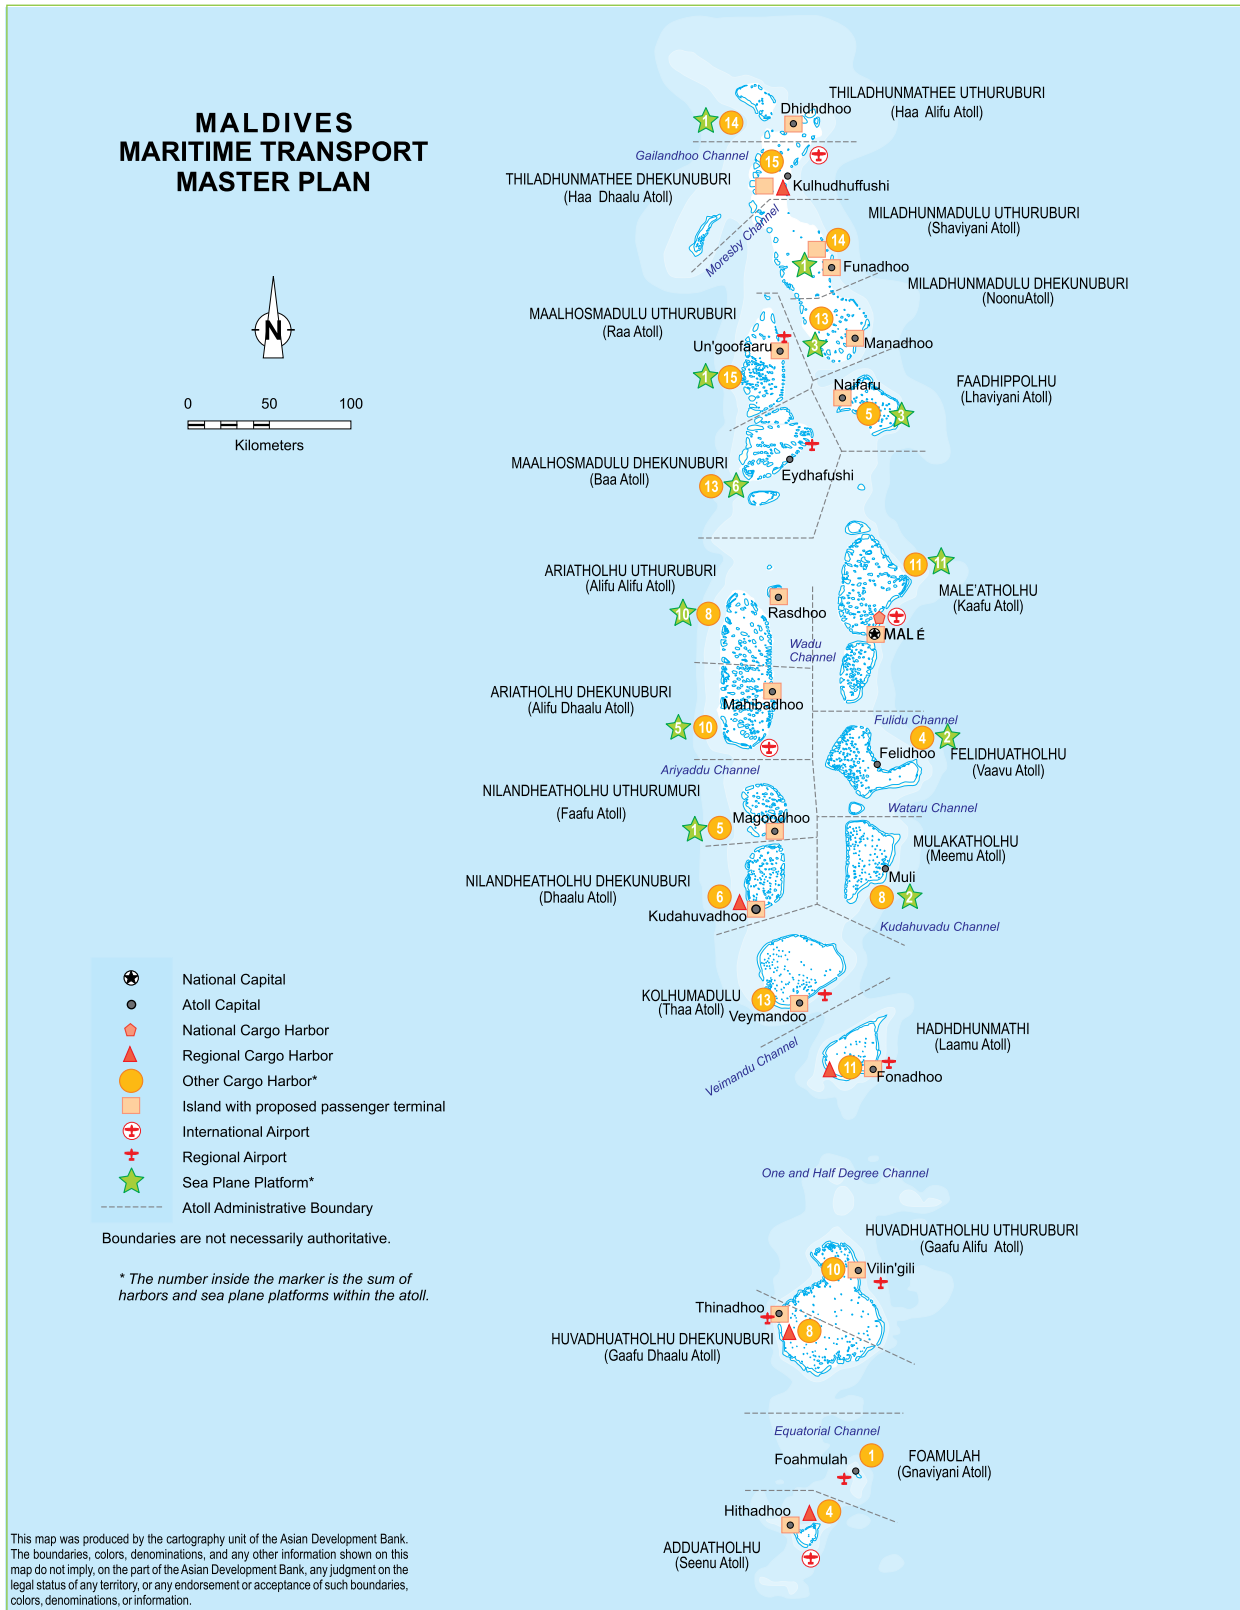 MALDIVES
MARITIME TRANSPORT
MASTER PLAN
N
0 50 100
Kilometers
THILADHUNMATHEE UTHURUBURI
(Haa Alifu Atoll)
Dhidhdhoo
1
14
Gailandhoo Channel
15
THILADHUNMATHEE DHEKUNUBURI
(Haa Dhaalu Atoll)
Kulhudhuffushi
Moresby Channel
MILADHUNMADULU UTHURUBURI
(Shaviyani Atoll)
14
1
Funadhoo
MILADHUNMADULU DHEKUNUBURI
(NoonuAtoll)
MAALHOSMADULU UTHURUBURI
(Raa Atoll)
13
3
Manadhoo
Un'goofaaru
1
15
Naifaru
FAADHIPPOLHU
(Lhaviyani Atoll)
5
3
MAALHOSMADULU DHEKUNUBURI
(Baa Atoll)
Eydhafushi
13
6
ARIATHOLHU UTHURUBURI
(Alifu Alifu Atoll)
11
11
MALE'ATHOLHU
(Kaafu Atoll)
10
8
Rasdhoo
MALÉ
Wadu
Channel
ARIATHOLHU DHEKUNUBURI
(Alifu Dhaalu Atoll)
Mahibadhoo
5
10
Fulidu Channel
4
2
Felidhoo
FELIDHUATHOLHU
(Vaavu Atoll)
Ariyaddu Channel
NILANDHEATHOLHU UTHURUMURI
(Faafu Atoll)
Wataru Channel
Magoodhoo
1
5
MULAKATHOLHU
(Meemu Atoll)
Muli
8
2
NILANDHEATHOLHU DHEKUNUBURI
(Dhaalu Atoll)
6
Kudahuvadhoo
Kudahuvadu Channel
KOLHUMADULU
(Thaa Atoll)
13
Veymandoo
Veimandu Channel
HADHDHUNMATHI
(Laamu Atoll)
11
Fonadhoo
National Capital
Atoll Capital
National Cargo Harbor
Regional Cargo Harbor
Other Cargo Harbor*
Island with proposed passenger terminal
International Airport
Regional Airport
Sea Plane Platform*
Atoll Administrative Boundary
Boundaries are not necessarily authoritative.
* The number inside the marker is the sum of
harbors and sea plane platforms within the atoll.
One and Half Degree Channel
HUVADHUATHOLHU UTHURUBURI
(Gaafu Alifu Atoll)
10
Vilin'gili
Thinadhoo
8
HUVADHUATHOLHU DHEKUNUBURI
(Gaafu Dhaalu Atoll)
Equatorial Channel
1
Foahmulah
FOAMULAH
(Gnaviyani Atoll)
Hithadhoo
4
ADDUATHOLHU
(Seenu Atoll)
This map was produced by the cartography unit of the Asian Development Bank.
The boundaries, colors, denominations, and any other information shown on this
map do not imply, on the part of the Asian Development Bank, any judgment on the
legal status of any territory, or any endorsement or acceptance of such boundaries,
colors, denominations, or information.